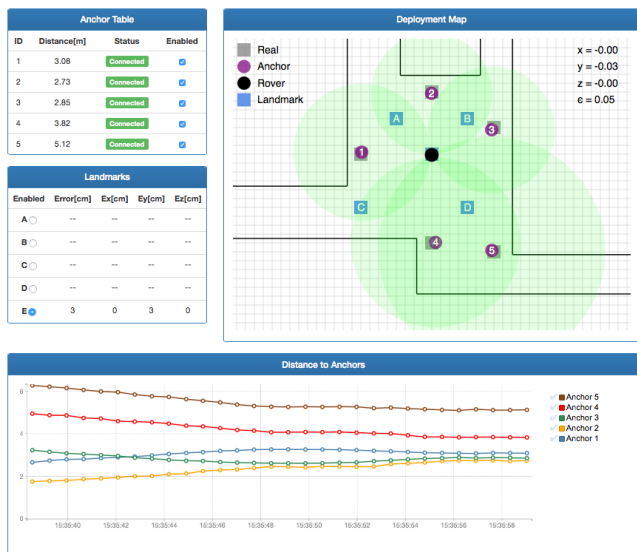 Anchor Table
ID Distance[m] Status Enabled
1 3.08 Connected
2 2.73 Connected
3 2.85 Connected
4 3.82 Connected
5 5.12 Connected
Landmarks
Enabled Error[cm] Ex[cm] Ey[cm] Ez[cm]
A -- -- -- --
B -- -- -- --
C -- -- -- --
D -- -- -- --
E 3 0 3 0
Deployment Map
Real
Anchor
Rover
Landmark
x = -0.00
y = -0.03
z = -0.00
ϵ = 0.05
2
A B
3
1
C D
4
5
Distance to Anchors
6
4
2
0
15:35:40 15:35:42 15:35:44 15:35:46 15:35:48 15:35:50 15:35:52 15:35:54 15:35:56 15:35:58
Anchor 5
Anchor 4
Anchor 3
Anchor 2
Anchor 1